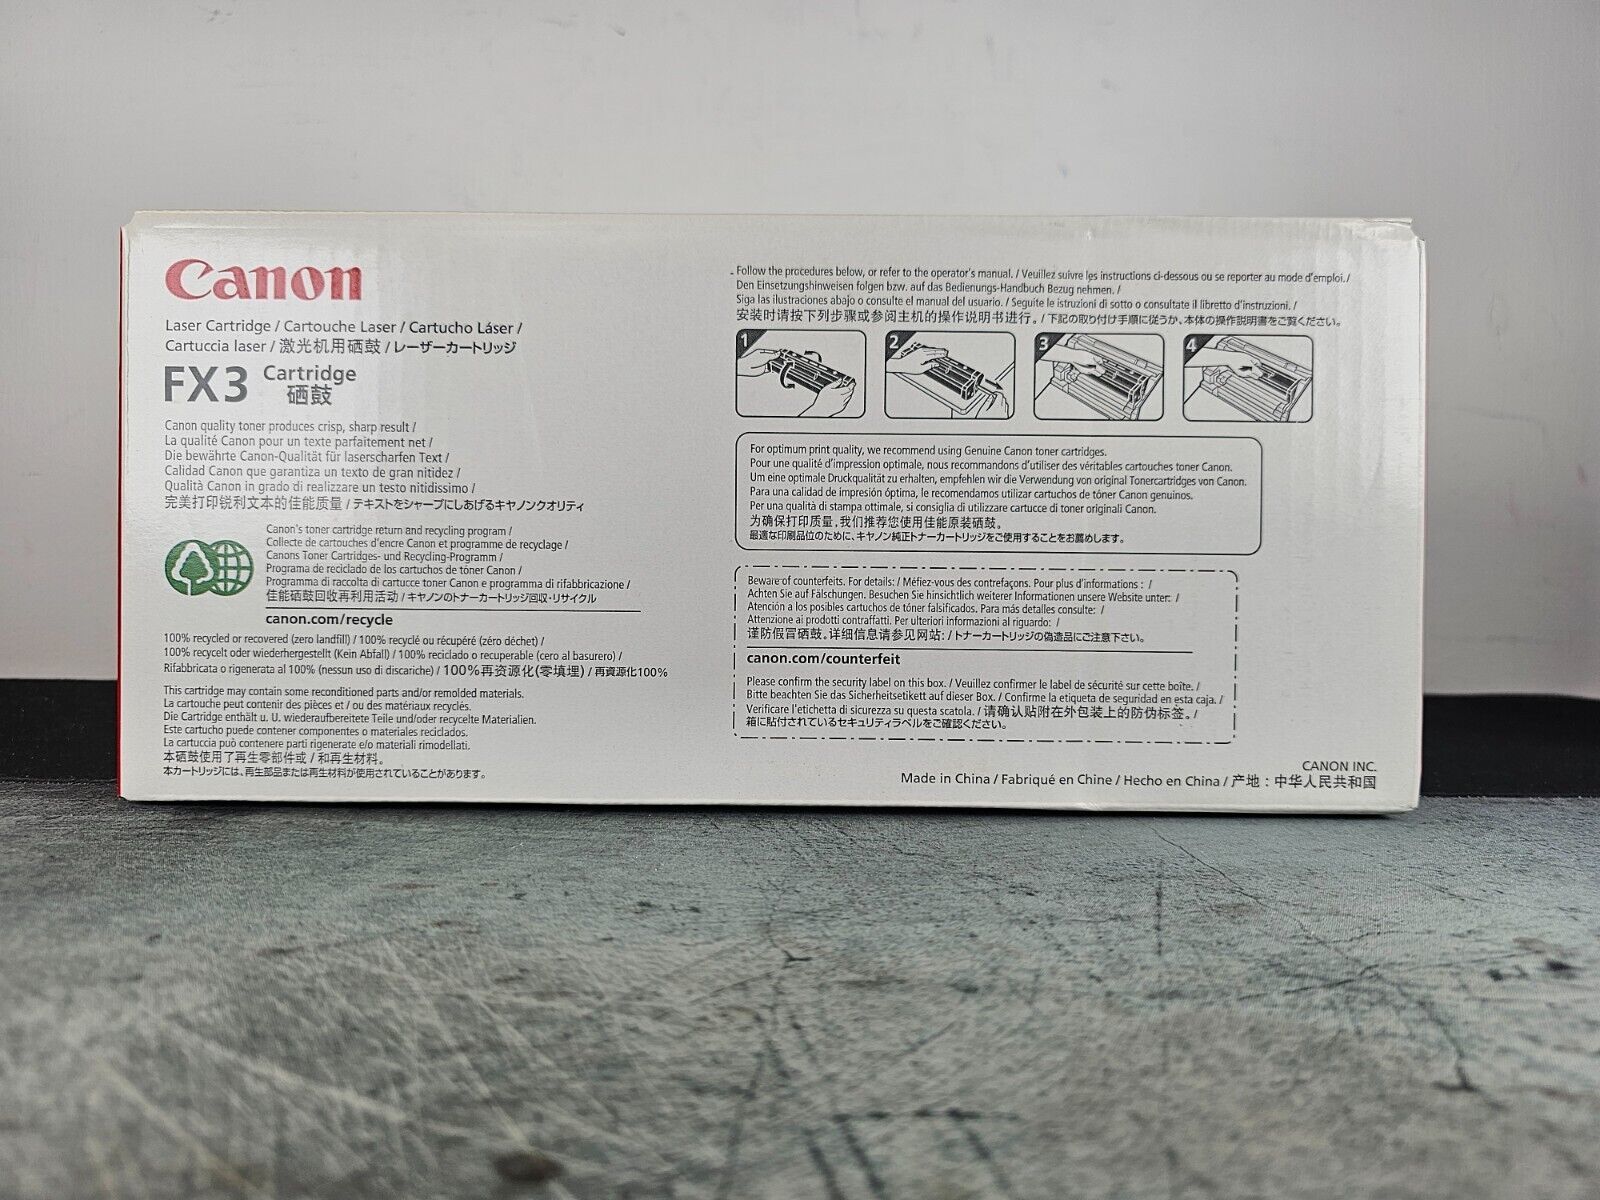 Canon
Laser Cartridge / Cartouche Laser / Cartucho Láser /
Cartuccia laser / 激光机用硒鼓 / レーザーカートリッジ
FX3 Cartridge
硒鼓
Canon quality toner produces crisp, sharp result /
La qualité Canon pour un texte parfaitement net /
Die bewährte Canon-Qualität für laserscharfen Text /
Calidad Canon que garantiza un texto de gran nitidez /
Qualità Canon in grado di realizzare un testo nitidissimo /
完美打印锐利文本的佳能质量 / テキストをシャープにしあげるキヤノンクオリティ
Canon's toner cartridge return and recycling program /
Collecte de cartouches d'encre Canon et programme de recyclage /
Canons Toner Cartridges- und Recycling-Programm /
Programa de reciclado de los cartuchos de tóner Canon /
Programma di raccolta di cartucce toner Canon e programma di rifabbricazione /
佳能硒鼓回收再利用活动 / キヤノンのトナーカートリッジ回収・リサイクル
canon.com/recycle
100% recycled or recovered (zero landfill) / 100% recyclé ou récupéré (zéro déchet) /
100% recycelt oder wiederhergestellt (Kein Abfall) / 100% reciclado o recuperable (cero al basurero) /
Rifabbricata o rigenerata al 100% (nessun uso di discariche) / 100%再资源化(零填埋) / 再資源化100%
This cartridge may contain some reconditioned parts and/or remolded materials.
La cartouche peut contenir des pièces et / ou des matériaux recyclés.
Die Cartridge enthält u. U. wiederaufbereitete Teile und/oder recycelte Materialien.
Este cartucho puede contener componentes o materiales reciclados.
La cartuccia può contenere parti rigenerate e/o materiali rimodellati.
本硒鼓使用了再生零部件或 / 和再生材料。
本カートリッジには、再生部品または再生材料が使用されていることがあります。
Follow the procedures below, or refer to the operator's manual. / Veuillez suivre les instructions ci-dessous ou se reporter au mode d'emploi. /
Den Einsetzungshinweisen folgen bzw. auf das Bedienungs-Handbuch Bezug nehmen. /
Siga las ilustraciones abajo o consulte el manual del usuario. / Seguite le istruzioni di sotto o consultate il libretto d'instruzioni. /
安装时请按下列步骤或参阅主机的操作说明书进行。/ 下記の取り付け手順に従うか、本体の操作説明書をご覧ください。
1 2 3 4
For optimum print quality, we recommend using Genuine Canon toner cartridges.
Pour une qualité d'impression optimale, nous recommandons d'utiliser des véritables cartouches toner Canon.
Um eine optimale Druckqualität zu erhalten, empfehlen wir die Verwendung von original Tonercartridges von Canon.
Para una calidad de impresión óptima, le recomendamos utilizar cartuchos de tóner Canon genuinos.
Per una qualità di stampa ottimale, si consiglia di utilizzare cartucce di toner originali Canon.
为确保打印质量,我们推荐您使用佳能原装硒鼓。
最適な印刷品位のために、キヤノン純正トナーカートリッジをご使用することをお薦めします。
Beware of counterfeits. For details: / Méfiez-vous des contrefaçons. Pour plus d'informations : /
Achten Sie auf Fälschungen. Besuchen Sie hinsichtlich weiterer Informationen unsere Website unter: /
Atención a los posibles cartuchos de tóner falsificados. Para más detalles consulte: /
Attenzione ai prodotti contraffatti. Per ulteriori informazioni al riguardo: /
谨防假冒硒鼓。详细信息请参见网站: / トナーカートリッジの偽造品にご注意下さい。
canon.com/counterfeit
Please confirm the security label on this box. / Veuillez confirmer le label de sécurité sur cette boîte. /
Bitte beachten Sie das Sicherheitsetikett auf dieser Box. / Confirme la etiqueta de seguridad en esta caja. /
Verificare l'etichetta di sicurezza su questa scatola. / 请确认贴附在外包装上的防伪标签。/
箱に貼付されているセキュリティラベルをご確認ください。
CANON INC.
Made in China / Fabriqué en Chine / Hecho en China / 产地：中华人民共和国